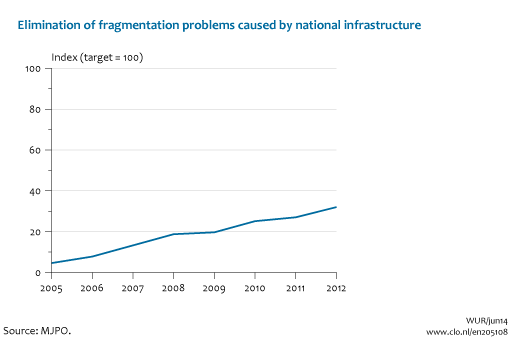 Elimination of fragmentation problems caused by national infrastructure
Index (target = 100)
100
80
60
40
20
0
2005 2006 2007 2008 2009 2010 2011 2012
WUR/jun14
Source: MJPO.
www.clo.nl/en205108